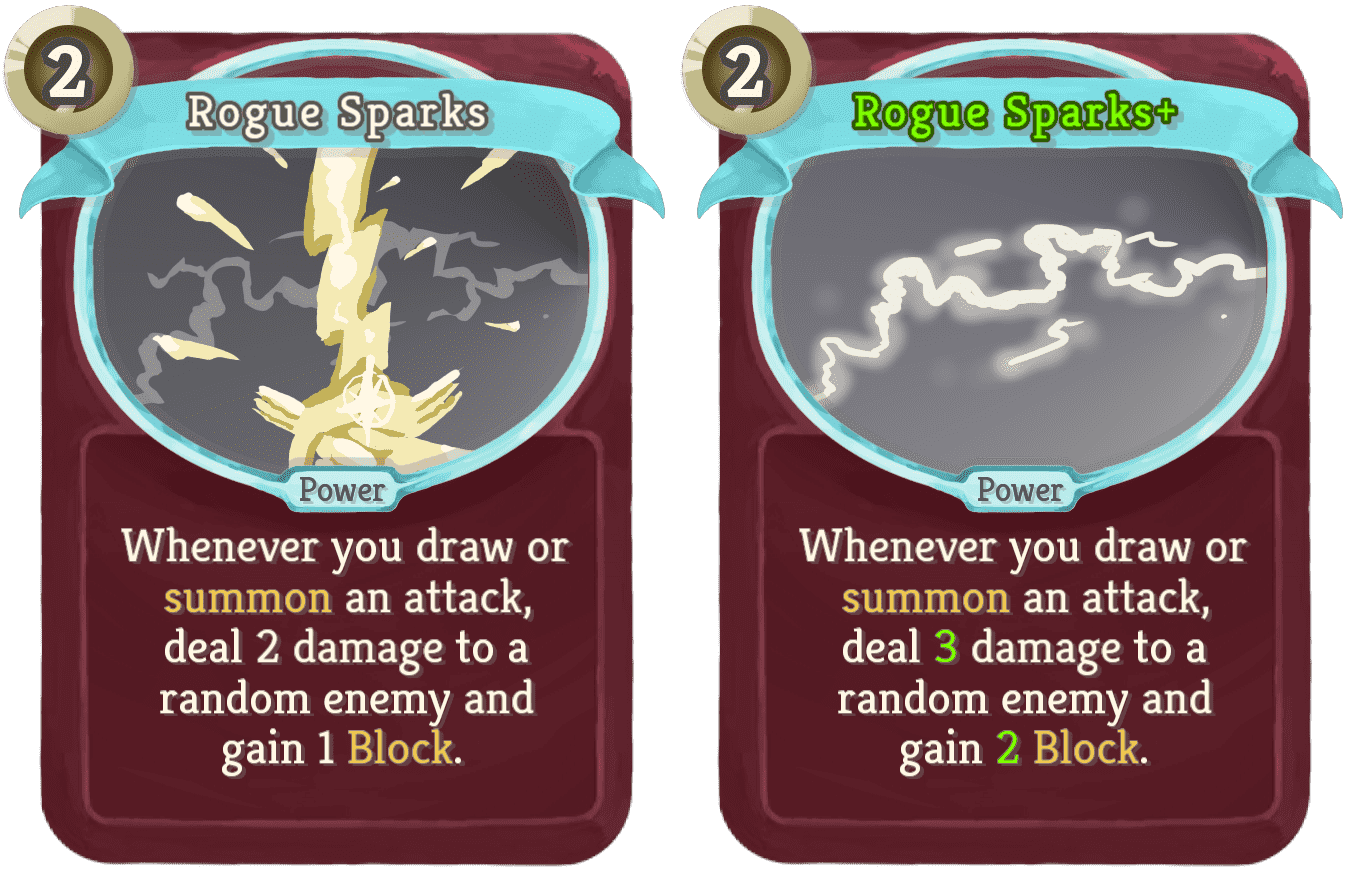 2
Rogue Sparks
Power
Whenever you draw or
summon an attack,
deal 2 damage to a
random enemy and
gain 1 Block.
2
Rogue Sparks+
Power
Whenever you draw or
summon an attack,
deal 3 damage to a
random enemy and
gain 2 Block.